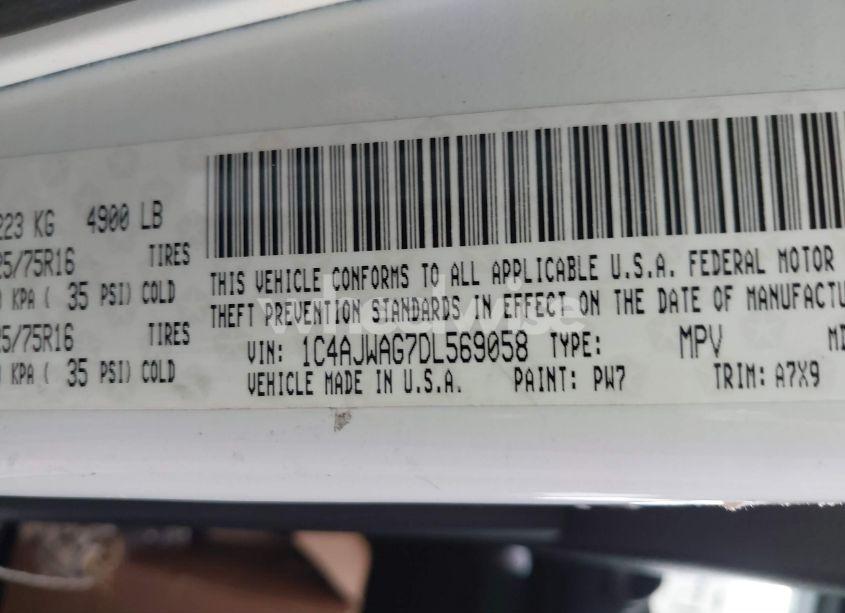 223 KG 4900 LB
25/75R16 TIRES
KPA ( 35 PSI) COLD
25/75R16 TIRES
KPA ( 35 PSI) COLD
THIS VEHICLE CONFORMS TO ALL APPLICABLE U.S.A. FEDERAL MOTOR
THEFT PREVENTION STANDARDS IN EFFECT ON THE DATE OF MANUFACTU
VIN: 1C4AJWAG7DL569058 TYPE: MPV MD
VEHICLE MADE IN U.S.A. PAINT: PW7 TRIM: A7X9